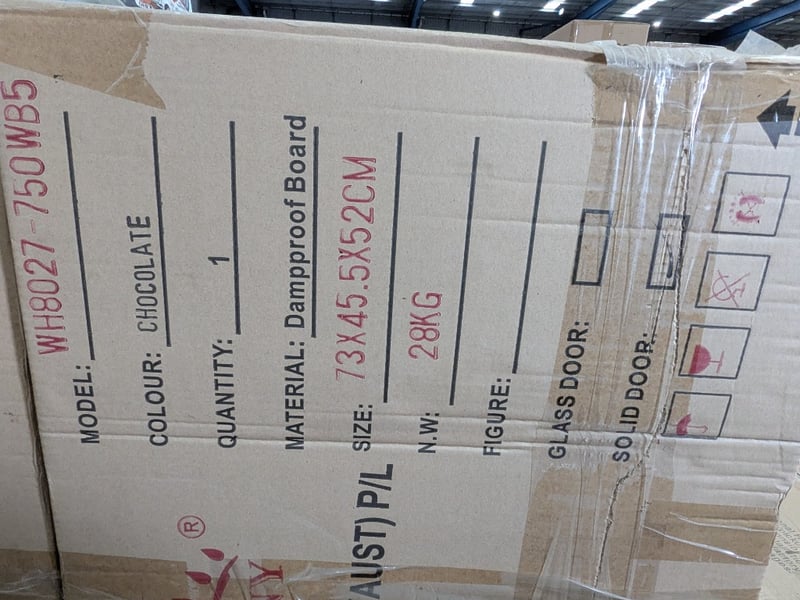 MODEL: WH8027-750WB5
COLOUR: CHOCOLATE
QUANTITY: 1
MATERIAL: Dampproof Board
SIZE: 73X45.5X52CM
N.W: 28KG
FIGURE:
GLASS DOOR:
SOLID DOOR:
®
AUST) P/L